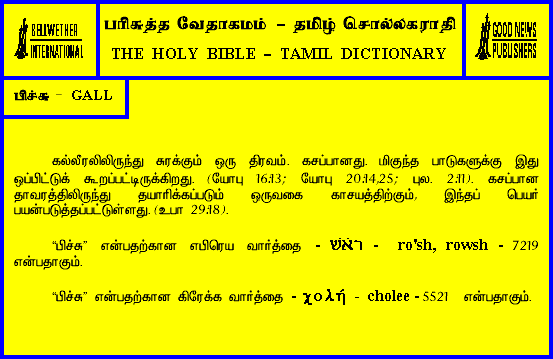 BELLWETHER
INTERNATIONAL
பரிசுத்த வேதாகமம் – தமிழ் சொல்லகராதி
THE HOLY BIBLE – TAMIL DICTIONARY
GOOD NEWS
PUBLISHERS
பிச்சு – GALL
கல்லீரலிலிருந்து சுரக்கும் ஒரு திரவம். கசப்பானது. மிகுந்த பாடுகளுக்கு இது
ஒப்பிட்டுக் கூறப்பட்டிருக்கிறது. (யோபு 16:13; யோபு 20:14,25; புல. 2:11). கசப்பான
தாவரத்திலிருந்து தயாரிக்கப்படும் ஒருவகை காசயத்திற்கும், இந்தப் பெயர்
பயன்படுத்தப்பட்டுள்ளது. (உபா 29:18).
“பிச்சு” என்பதற்கான எபிரெய வார்த்தை - רֹאשׁ - ro'sh, rowsh - 7219
என்பதாகும்.
“பிச்சு” என்பதற்கான கிரேக்க வார்த்தை - χολή - cholee - 5521 என்பதாகும்.